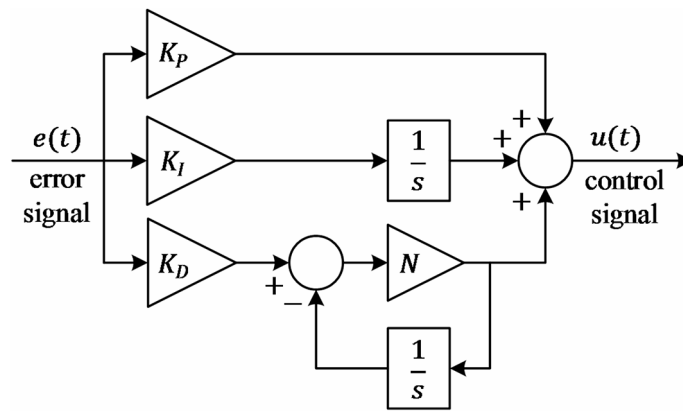 K_P
e(t)
error
signal
K_I
1/s
+
+
+
u(t)
control
signal
K_D
+
−
N
1/s